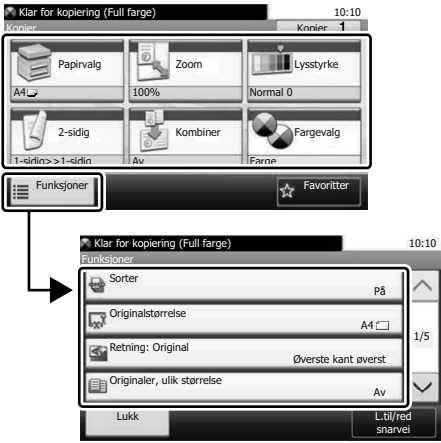 Klar for kopiering (Full farge) 10:10
Kopier Kopier 1
Papirvalg Zoom Lysstyrke
A4 100% Normal 0
2-sidig Kombiner Fargevalg
1-sidig>>1-sidig Av Farge
Funksjoner Favoritter
Klar for kopiering (Full farge) 10:10
Funksjoner
Sorter
På
Originalstørrelse
A4
1/5
Retning: Original
Øverste kant øverst
Originaler, ulik størrelse
Av
Lukk L.til/red
snarvei